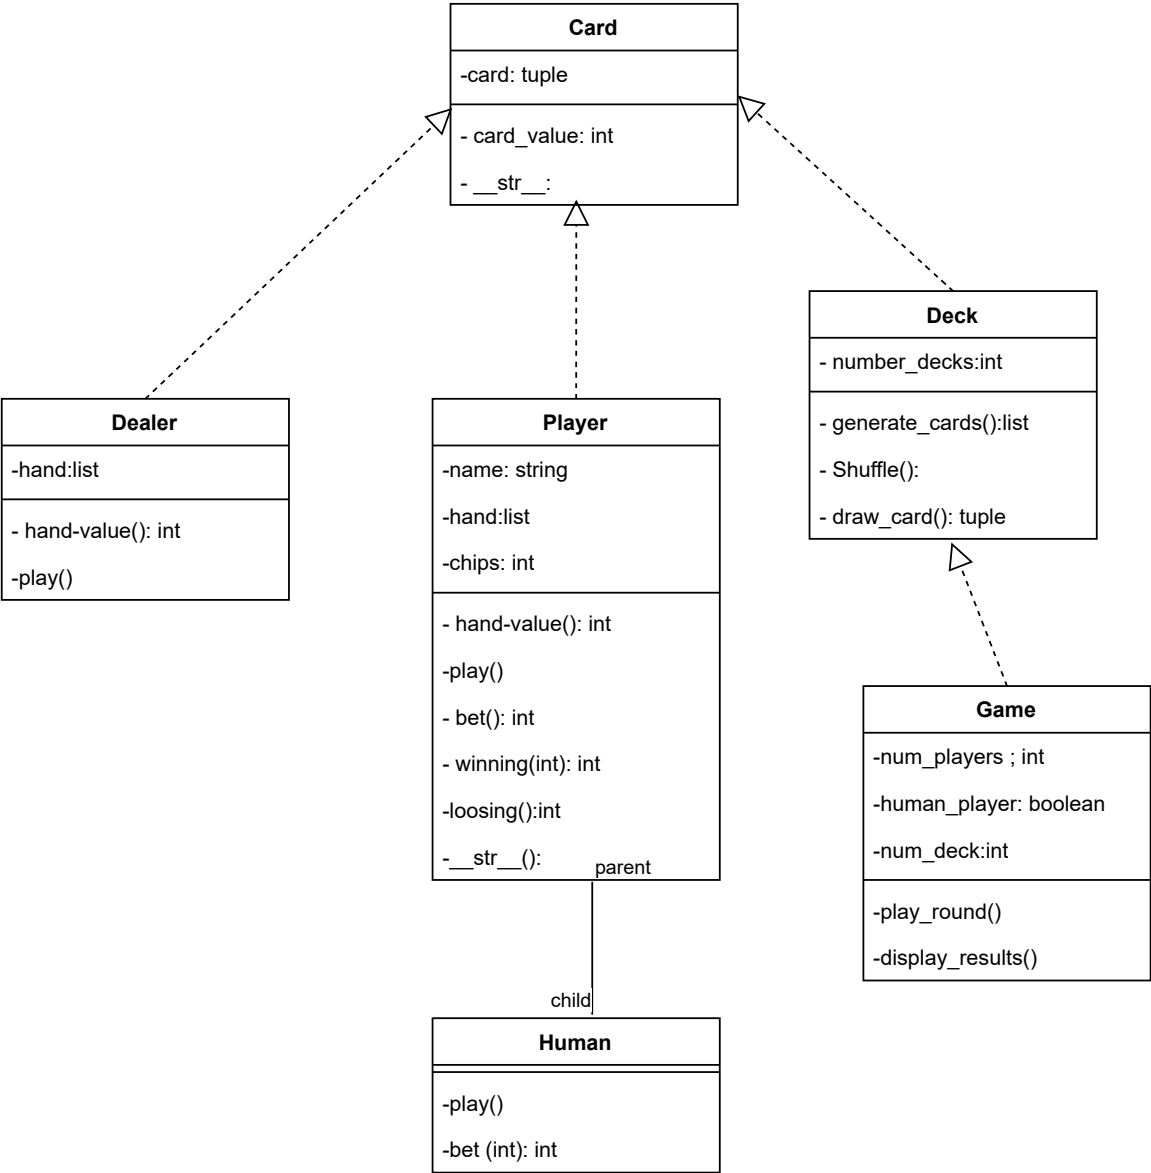 Card
-card: tuple
- card_value: int
- __str__:
Deck
- number_decks:int
- generate_cards():list
- Shuffle():
- draw_card(): tuple
Dealer
-hand:list
- hand-value(): int
-play()
Player
-name: string
-hand:list
-chips: int
- hand-value(): int
-play()
- bet(): int
- winning(int): int
-loosing():int
-__str__():
parent
child
Game
-num_players ; int
-human_player: boolean
-num_deck:int
-play_round()
-display_results()
Human
-play()
-bet (int): int